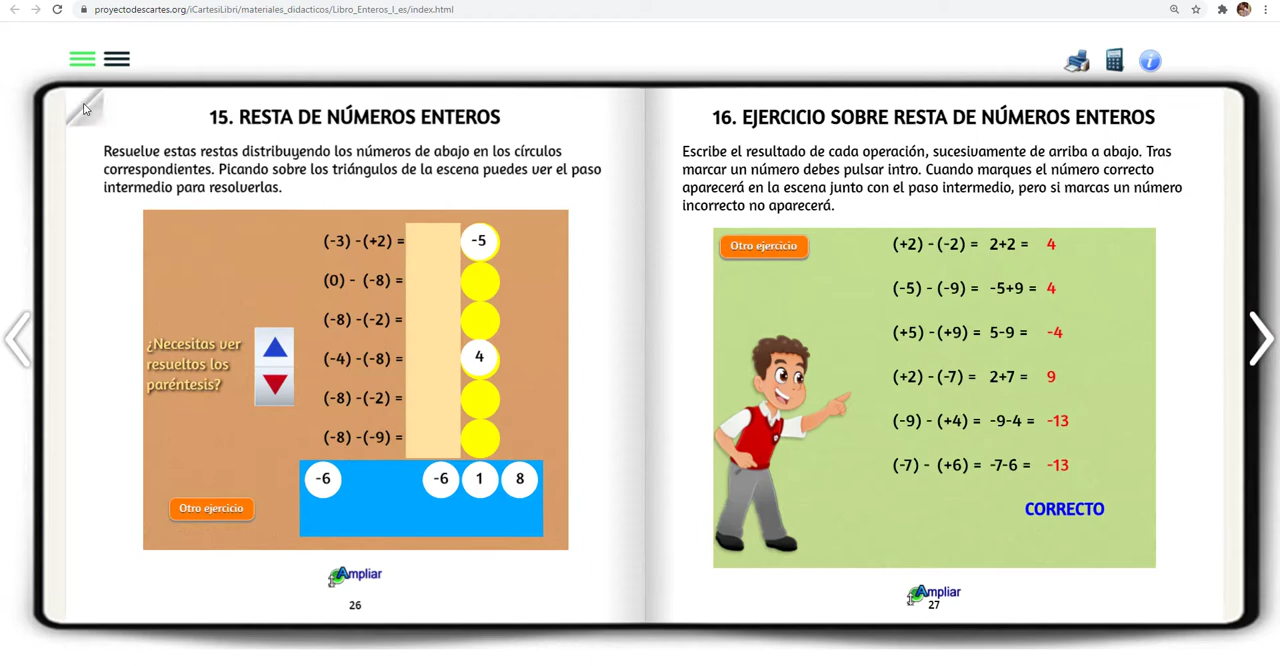 proyectodescartes.org/iCartesiLibri/materiales_didacticos/Libro_Enteros_I_es/index.html
15. RESTA DE NÚMEROS ENTEROS
Resuelve estas restas distribuyendo los números de abajo en los círculos
correspondientes. Picando sobre los triángulos de la escena puedes ver el paso
intermedio para resolverlas.
(-3) -(+2) = -5
(0) - (-8) =
(-8) -(-2) =
¿Necesitas ver
resueltos los
paréntesis?
(-4) -(-8) = 4
(-8) -(-2) =
(-8) -(-9) =
-6 -6 1 8
Otro ejercicio
Ampliar
26
16. EJERCICIO SOBRE RESTA DE NÚMEROS ENTEROS
Escribe el resultado de cada operación, sucesivamente de arriba a abajo. Tras
marcar un número debes pulsar intro. Cuando marques el número correcto
aparecerá en la escena junto con el paso intermedio, pero si marcas un número
incorrecto no aparecerá.
Otro ejercicio
(+2) - (-2) = 2+2 = 4
(-5) - (-9) = -5+9 = 4
(+5) - (+9) = 5-9 = -4
(+2) - (-7) = 2+7 = 9
(-9) - (+4) = -9-4 = -13
(-7) - (+6) = -7-6 = -13
CORRECTO
Ampliar
27